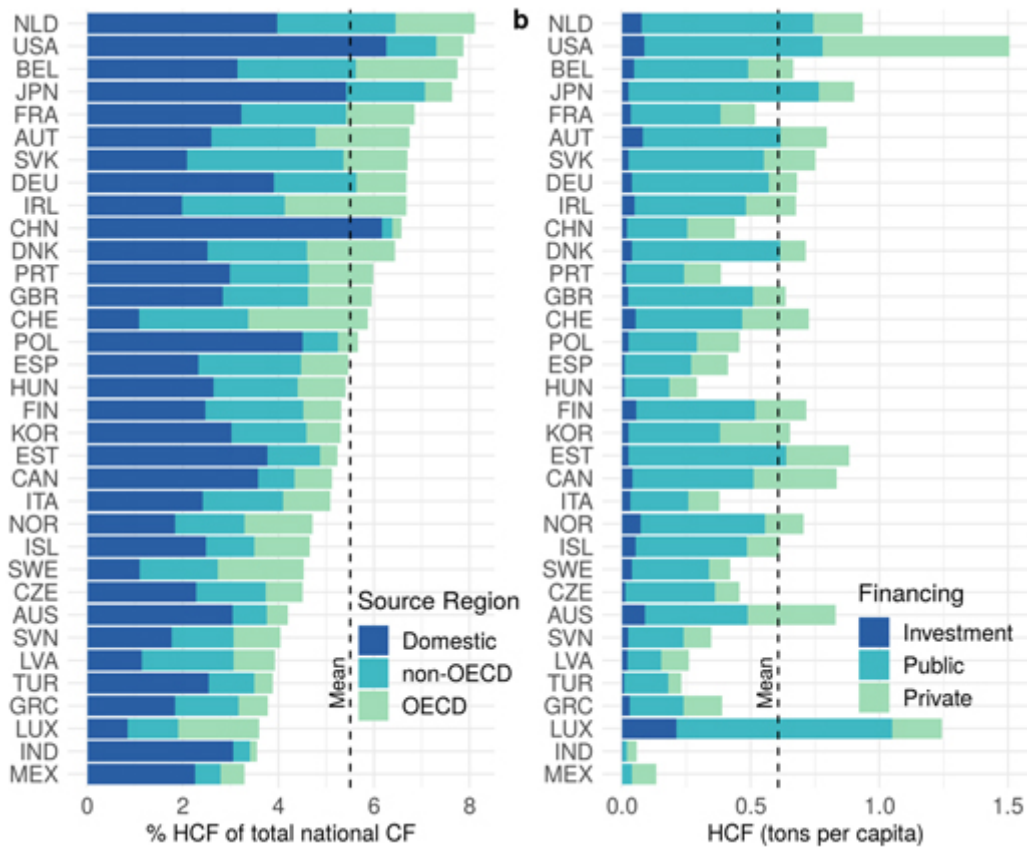 b
NLD
USA
BEL
JPN
FRA
AUT
SVK
DEU
IRL
CHN
DNK
PRT
GBR
CHE
POL
ESP
HUN
FIN
KOR
EST
CAN
ITA
NOR
ISL
SWE
CZE
AUS
SVN
LVA
TUR
GRC
LUX
IND
MEX
Mean
Source Region
Domestic
non-OECD
OECD
0 2 4 6 8
% HCF of total national CF
NLD
USA
BEL
JPN
FRA
AUT
SVK
DEU
IRL
CHN
DNK
PRT
GBR
CHE
POL
ESP
HUN
FIN
KOR
EST
CAN
ITA
NOR
ISL
SWE
CZE
AUS
SVN
LVA
TUR
GRC
LUX
IND
MEX
Mean
Financing
Investment
Public
Private
0.0 0.5 1.0 1.5
HCF (tons per capita)